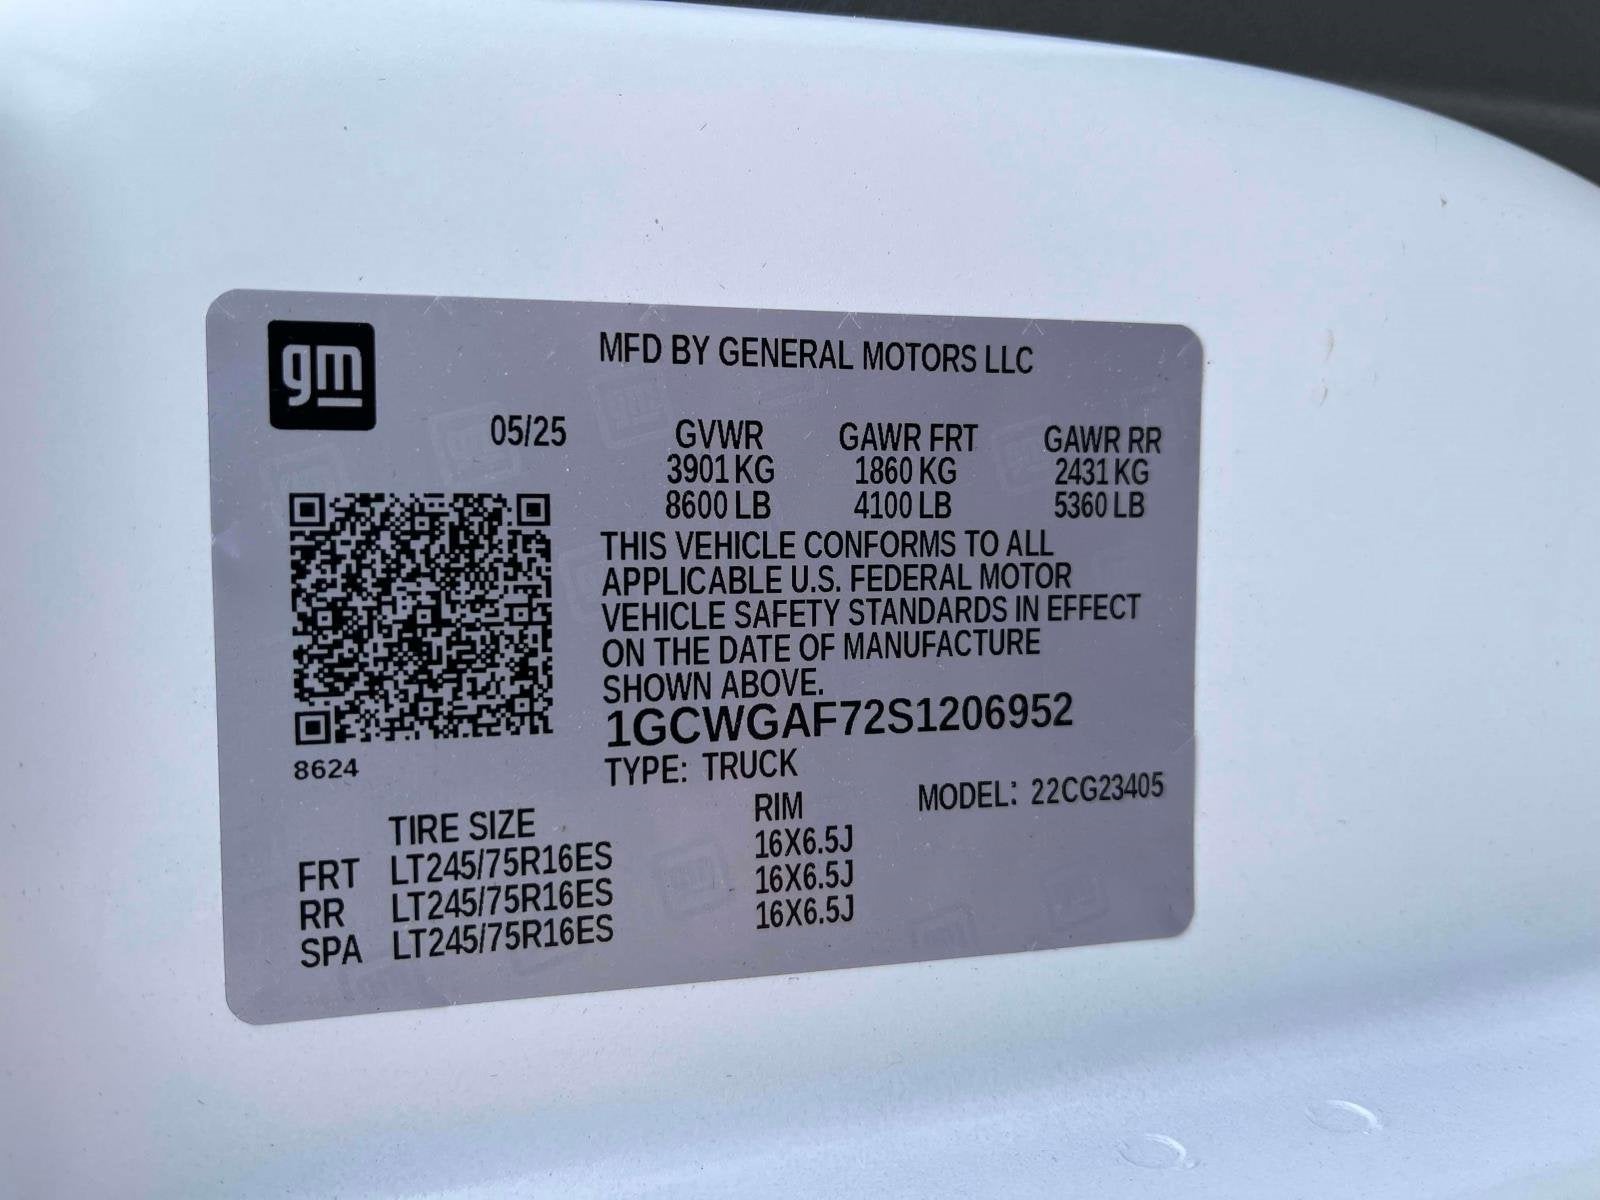 gm
MFD BY GENERAL MOTORS LLC
05/25 GVWR GAWR FRT GAWR RR
3901 KG 1860 KG 2431 KG
8600 LB 4100 LB 5360 LB
THIS VEHICLE CONFORMS TO ALL
APPLICABLE U.S. FEDERAL MOTOR
VEHICLE SAFETY STANDARDS IN EFFECT
ON THE DATE OF MANUFACTURE
SHOWN ABOVE.
1GCWGAF72S1206952
8624
TYPE: TRUCK
MODEL: 22CG23405
TIRE SIZE RIM
FRT LT245/75R16ES 16X6.5J
RR LT245/75R16ES 16X6.5J
SPA LT245/75R16ES 16X6.5J